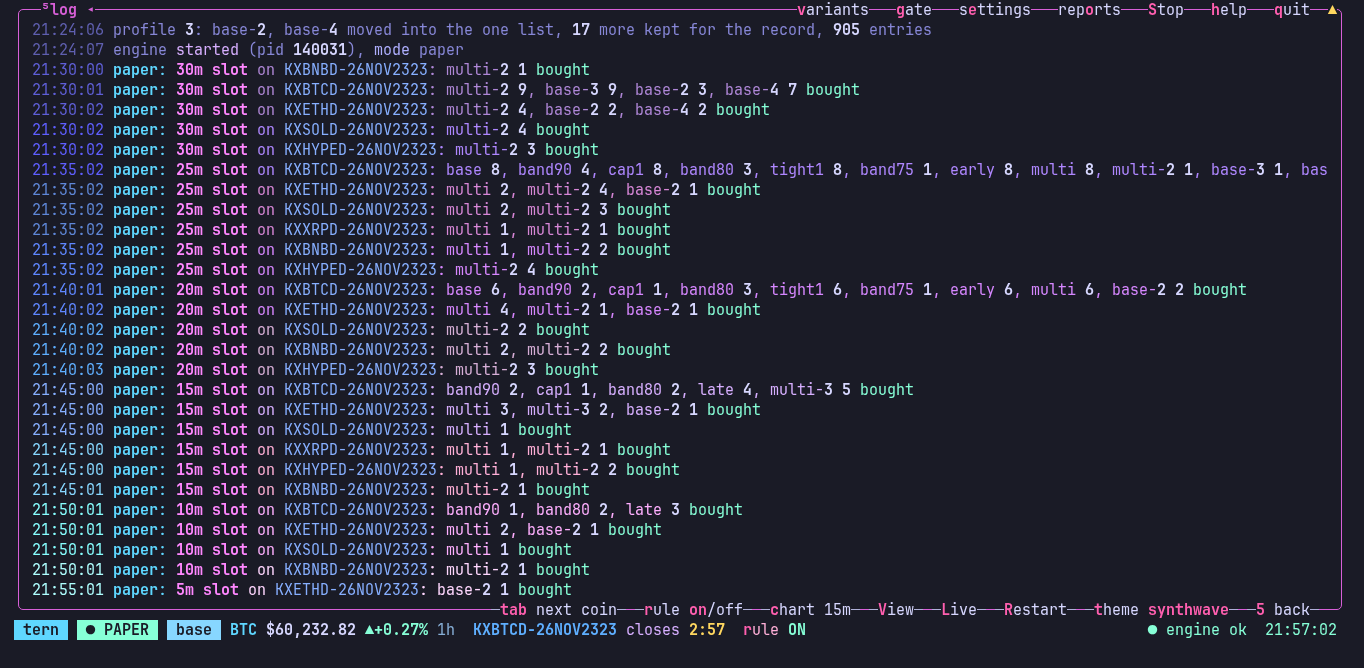 ⁵log ◂ variants gate settings reports Stop help quit ▲
21:24:06 profile 3: base-2, base-4 moved into the one list, 17 more kept for the record, 905 entries
21:24:07 engine started (pid 140031), mode paper
21:30:00 paper: 30m slot on KXBNBD-26NOV2323: multi-2 1 bought
21:30:01 paper: 30m slot on KXBTCD-26NOV2323: multi-2 9, base-3 9, base-2 3, base-4 7 bought
21:30:02 paper: 30m slot on KXETHD-26NOV2323: multi-2 4, base-2 2, base-4 2 bought
21:30:02 paper: 30m slot on KXSOLD-26NOV2323: multi-2 4 bought
21:30:02 paper: 30m slot on KXHYPED-26NOV2323: multi-2 3 bought
21:35:02 paper: 25m slot on KXBTCD-26NOV2323: base 8, band90 4, cap1 8, band80 3, tight1 8, band75 1, early 8, multi 8, multi-2 1, base-3 1, bas
21:35:02 paper: 25m slot on KXETHD-26NOV2323: multi 2, multi-2 4, base-2 1 bought
21:35:02 paper: 25m slot on KXSOLD-26NOV2323: multi 2, multi-2 3 bought
21:35:02 paper: 25m slot on KXXRPD-26NOV2323: multi 1, multi-2 1 bought
21:35:02 paper: 25m slot on KXBNBD-26NOV2323: multi 1, multi-2 2 bought
21:35:02 paper: 25m slot on KXHYPED-26NOV2323: multi-2 4 bought
21:40:01 paper: 20m slot on KXBTCD-26NOV2323: base 6, band90 2, cap1 1, band80 3, tight1 6, band75 1, early 6, multi 6, base-2 2 bought
21:40:02 paper: 20m slot on KXETHD-26NOV2323: multi 4, multi-2 1, base-2 1 bought
21:40:02 paper: 20m slot on KXSOLD-26NOV2323: multi-2 2 bought
21:40:02 paper: 20m slot on KXBNBD-26NOV2323: multi 2, multi-2 2 bought
21:40:03 paper: 20m slot on KXHYPED-26NOV2323: multi-2 3 bought
21:45:00 paper: 15m slot on KXBTCD-26NOV2323: band90 2, cap1 1, band80 2, late 4, multi-3 5 bought
21:45:00 paper: 15m slot on KXETHD-26NOV2323: multi 3, multi-3 2, base-2 1 bought
21:45:00 paper: 15m slot on KXSOLD-26NOV2323: multi 1 bought
21:45:00 paper: 15m slot on KXXRPD-26NOV2323: multi 1, multi-2 1 bought
21:45:00 paper: 15m slot on KXHYPED-26NOV2323: multi 1, multi-2 2 bought
21:45:01 paper: 15m slot on KXBNBD-26NOV2323: multi-2 1 bought
21:50:01 paper: 10m slot on KXBTCD-26NOV2323: band90 1, band80 2, late 3 bought
21:50:01 paper: 10m slot on KXETHD-26NOV2323: multi 2, base-2 1 bought
21:50:01 paper: 10m slot on KXSOLD-26NOV2323: multi 1 bought
21:50:01 paper: 10m slot on KXBNBD-26NOV2323: multi-2 1 bought
21:55:01 paper: 5m slot on KXETHD-26NOV2323: base-2 1 bought
tab next coin rule on/off chart 15m View Live Restart theme synthwave 5 back
tern ● PAPER base BTC $60,232.82 ▲+0.27% 1h KXBTCD-26NOV2323 closes 2:57 rule ON ● engine ok 21:57:02